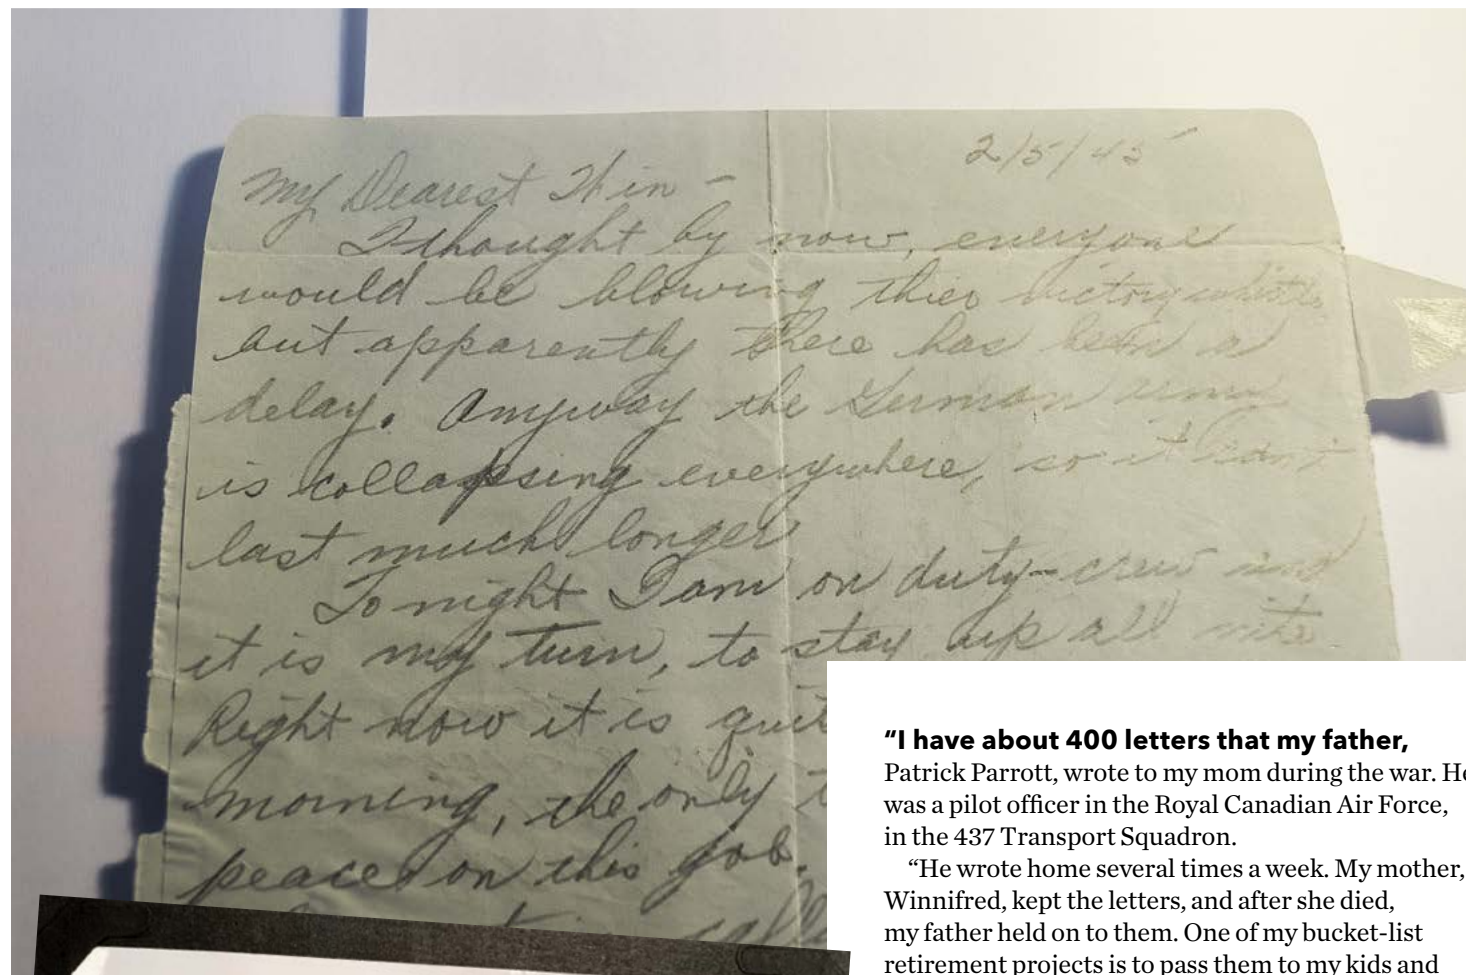 2/5/45
My Dearest Thin -
I thought by now, everyone
would be blowing thier victory whistle
but apparently there has been a
delay. Anyway the German army
is collapsing everywhere, so it can't
last much longer
Tonight I am on duty-crew and
it is my turn, to stay up all nite
Right now it is
morning, the only
peace on this job.
"I have about 400 letters that my father,
Patrick Parrott, wrote to my mom during the war. He
was a pilot officer in the Royal Canadian Air Force,
in the 437 Transport Squadron.
"He wrote home several times a week. My mother,
Winnifred, kept the letters, and after she died,
my father held on to them. One of my bucket-list
retirement projects is to pass them to my kids and